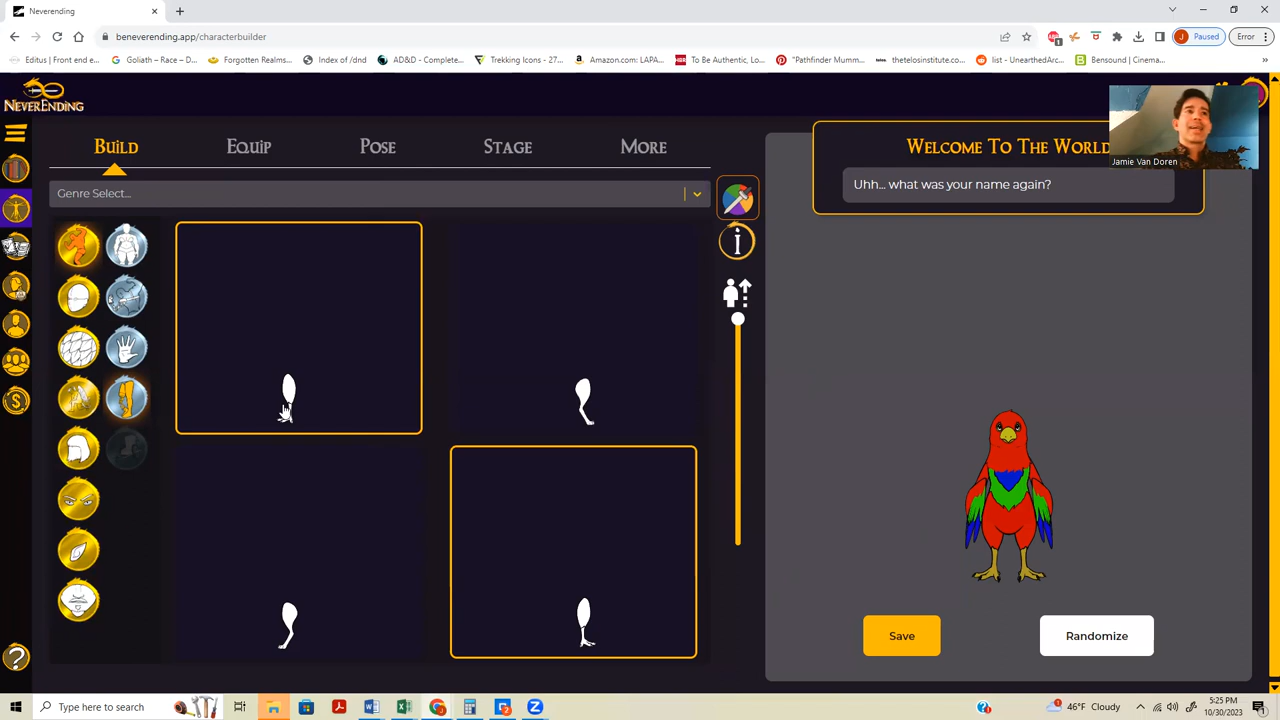 Neverending
beneverending.app/characterbuilder
Paused
Error
Editus | Front end e...
Goliath – Race – D...
Forgotten Realms...
Index of /dnd
AD&D - Complete...
Trekking Icons - 27...
Amazon.com: LAPA...
To Be Authentic, Lo...
"Pathfinder Mumm...
thetelosinstitute.co...
reddit - UnearthedArc...
Bensound | Cinema...
NeverEnding
Build
Equip
Pose
Stage
More
Welcome To The World
Jamie Van Doren
Genre Select...
Uhh... what was your name again?
Save
Randomize
Type here to search
46°F Cloudy
5:25 PM
10/30/2023